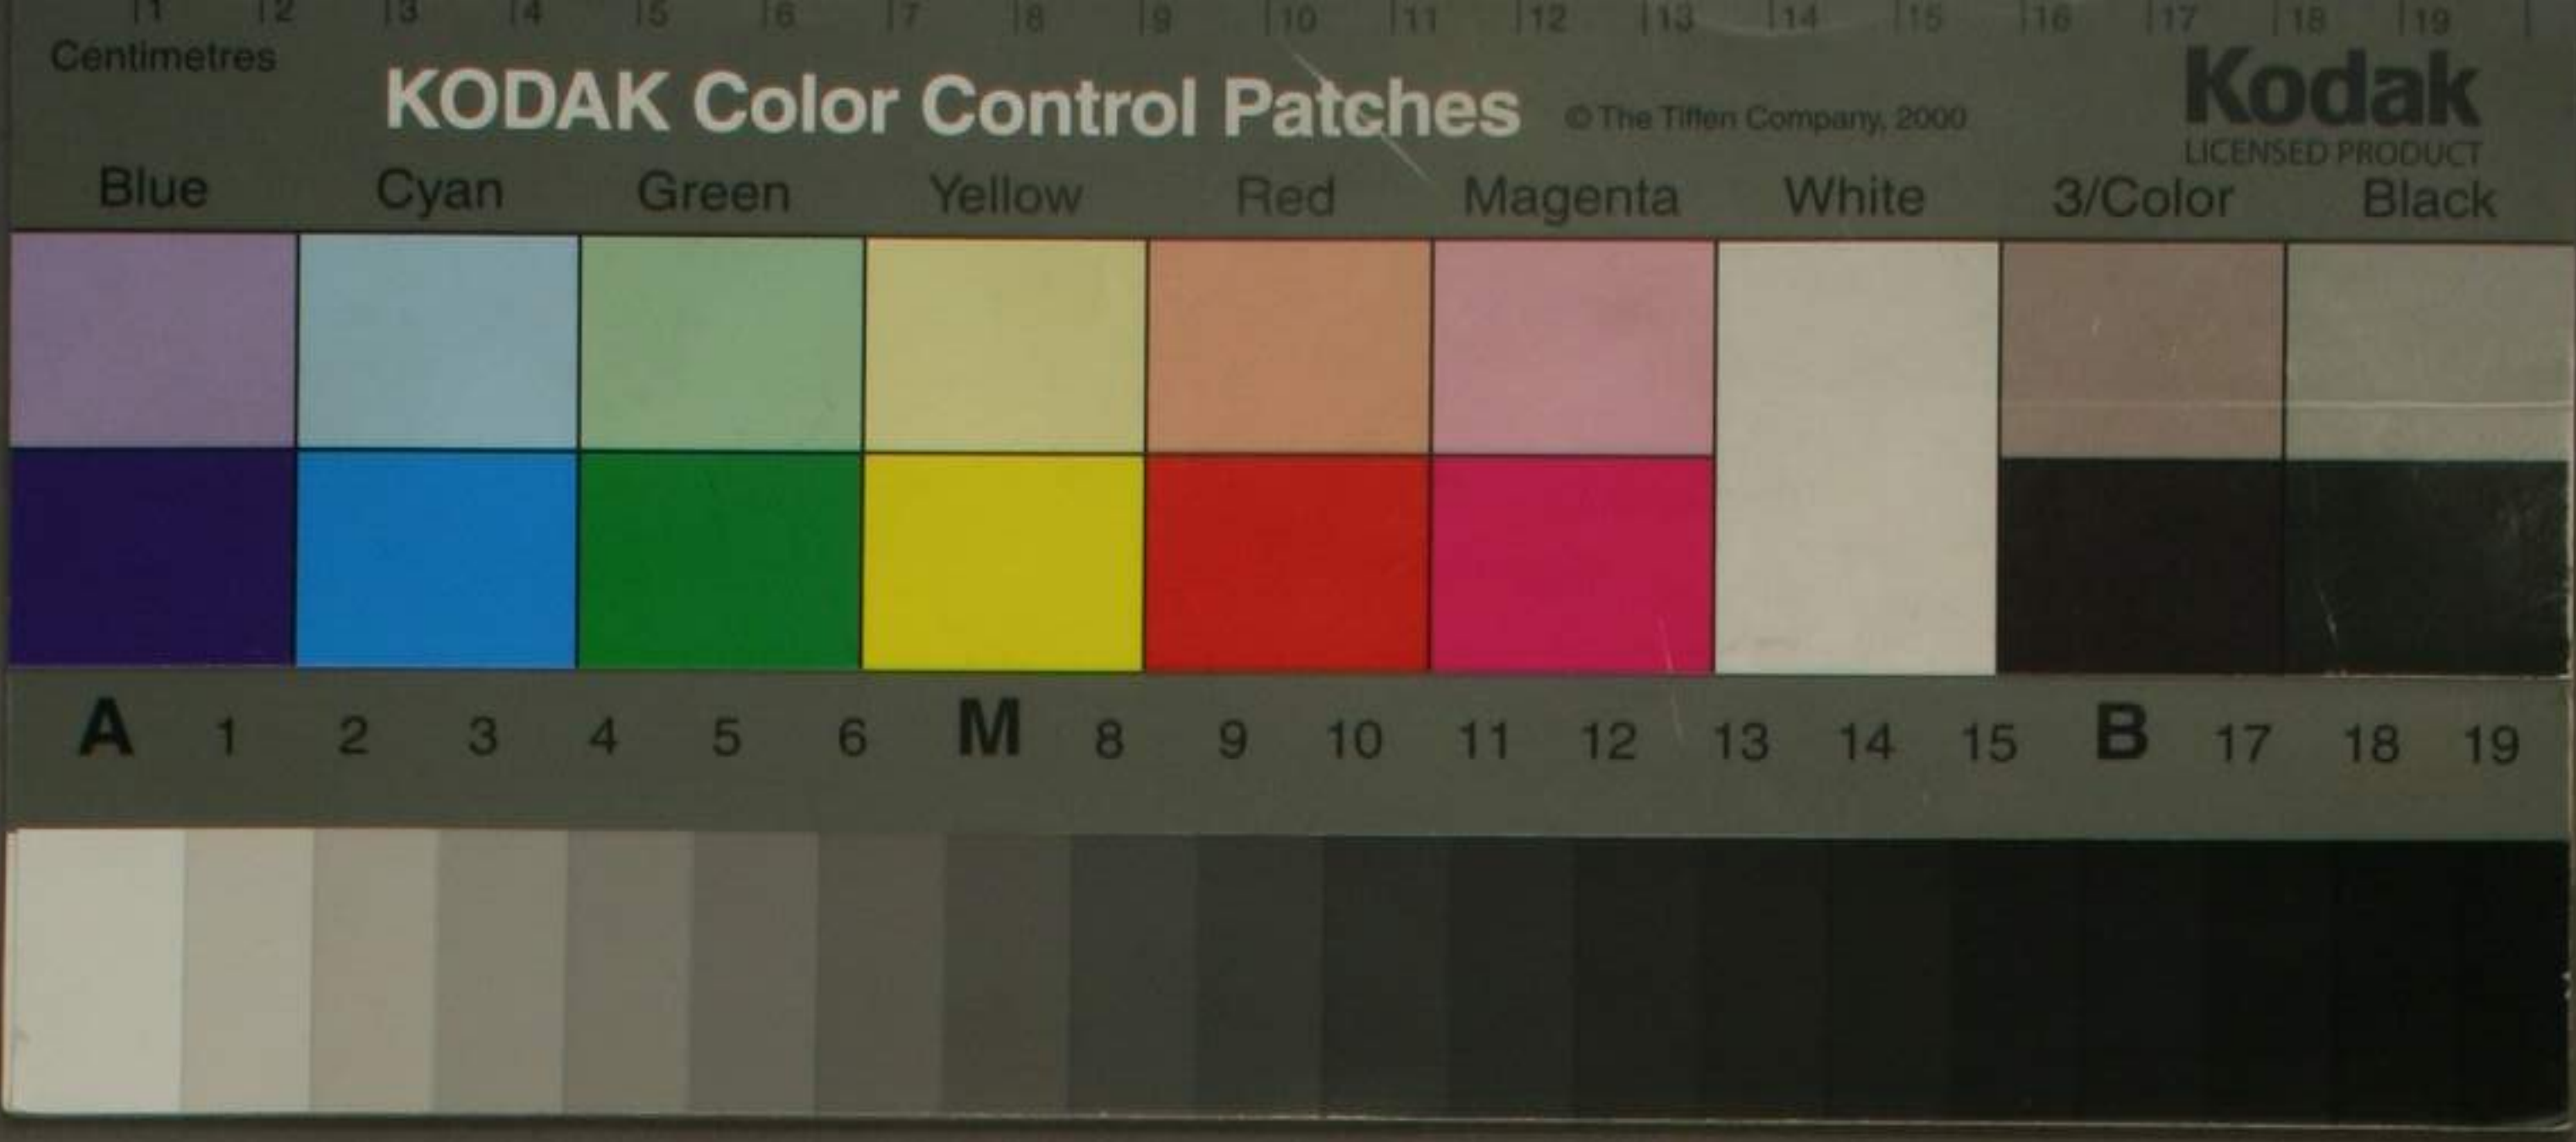 1 2 3 4 5 6 7 8 9 10 11 12 13 14 15 16 17 18 19
Centimetres
KODAK Color Control Patches
© The Tiffen Company, 2000
Kodak
LICENSED PRODUCT
Blue Cyan Green Yellow Red Magenta White 3/Color Black
A 1 2 3 4 5 6 M 8 9 10 11 12 13 14 15 B 17 18 19